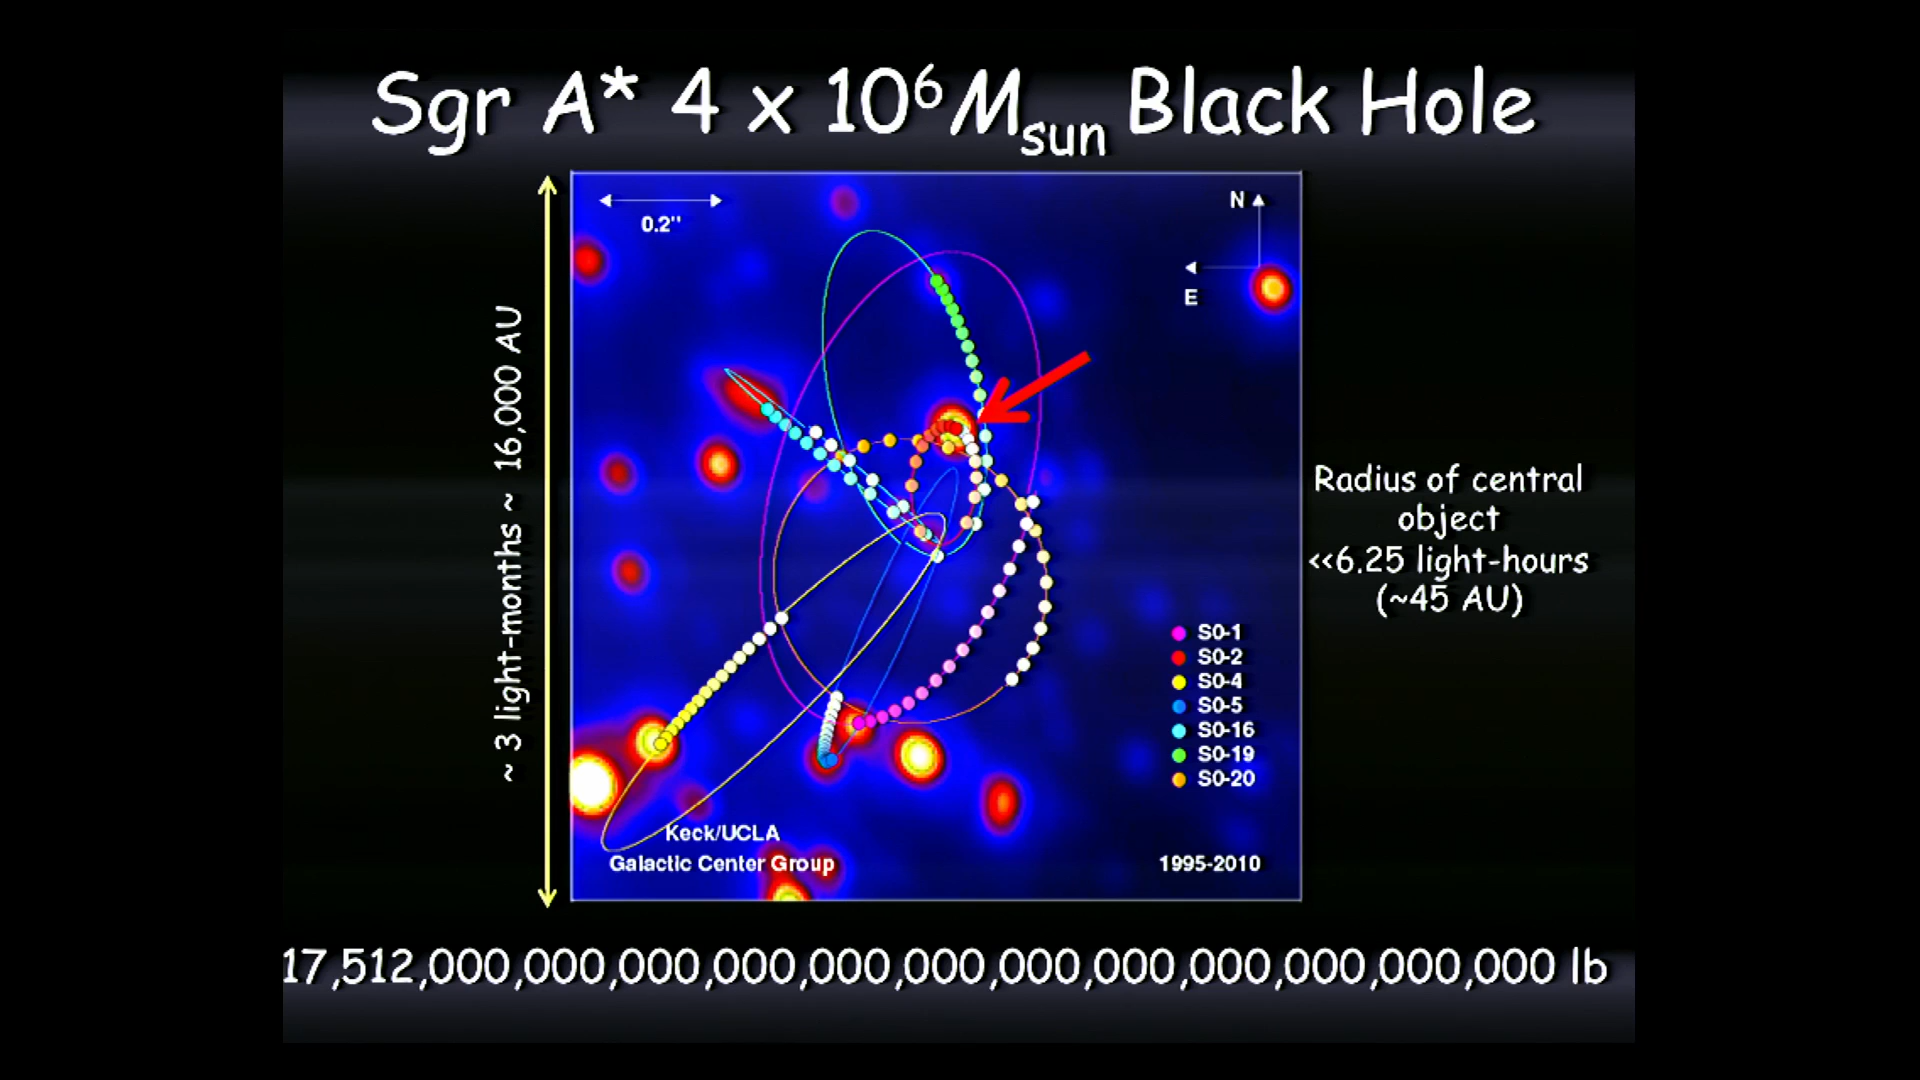 Sgr A* 4 x 10⁶ M_sun Black Hole
0.2"
N
E
~ 3 light-months ~ 16,000 AU
Radius of central
object
<<6.25 light-hours
(~45 AU)
S0-1
S0-2
S0-4
S0-5
S0-16
S0-19
S0-20
Keck/UCLA
Galactic Center Group
1995-2010
17,512,000,000,000,000,000,000,000,000,000,000,000,000 lb